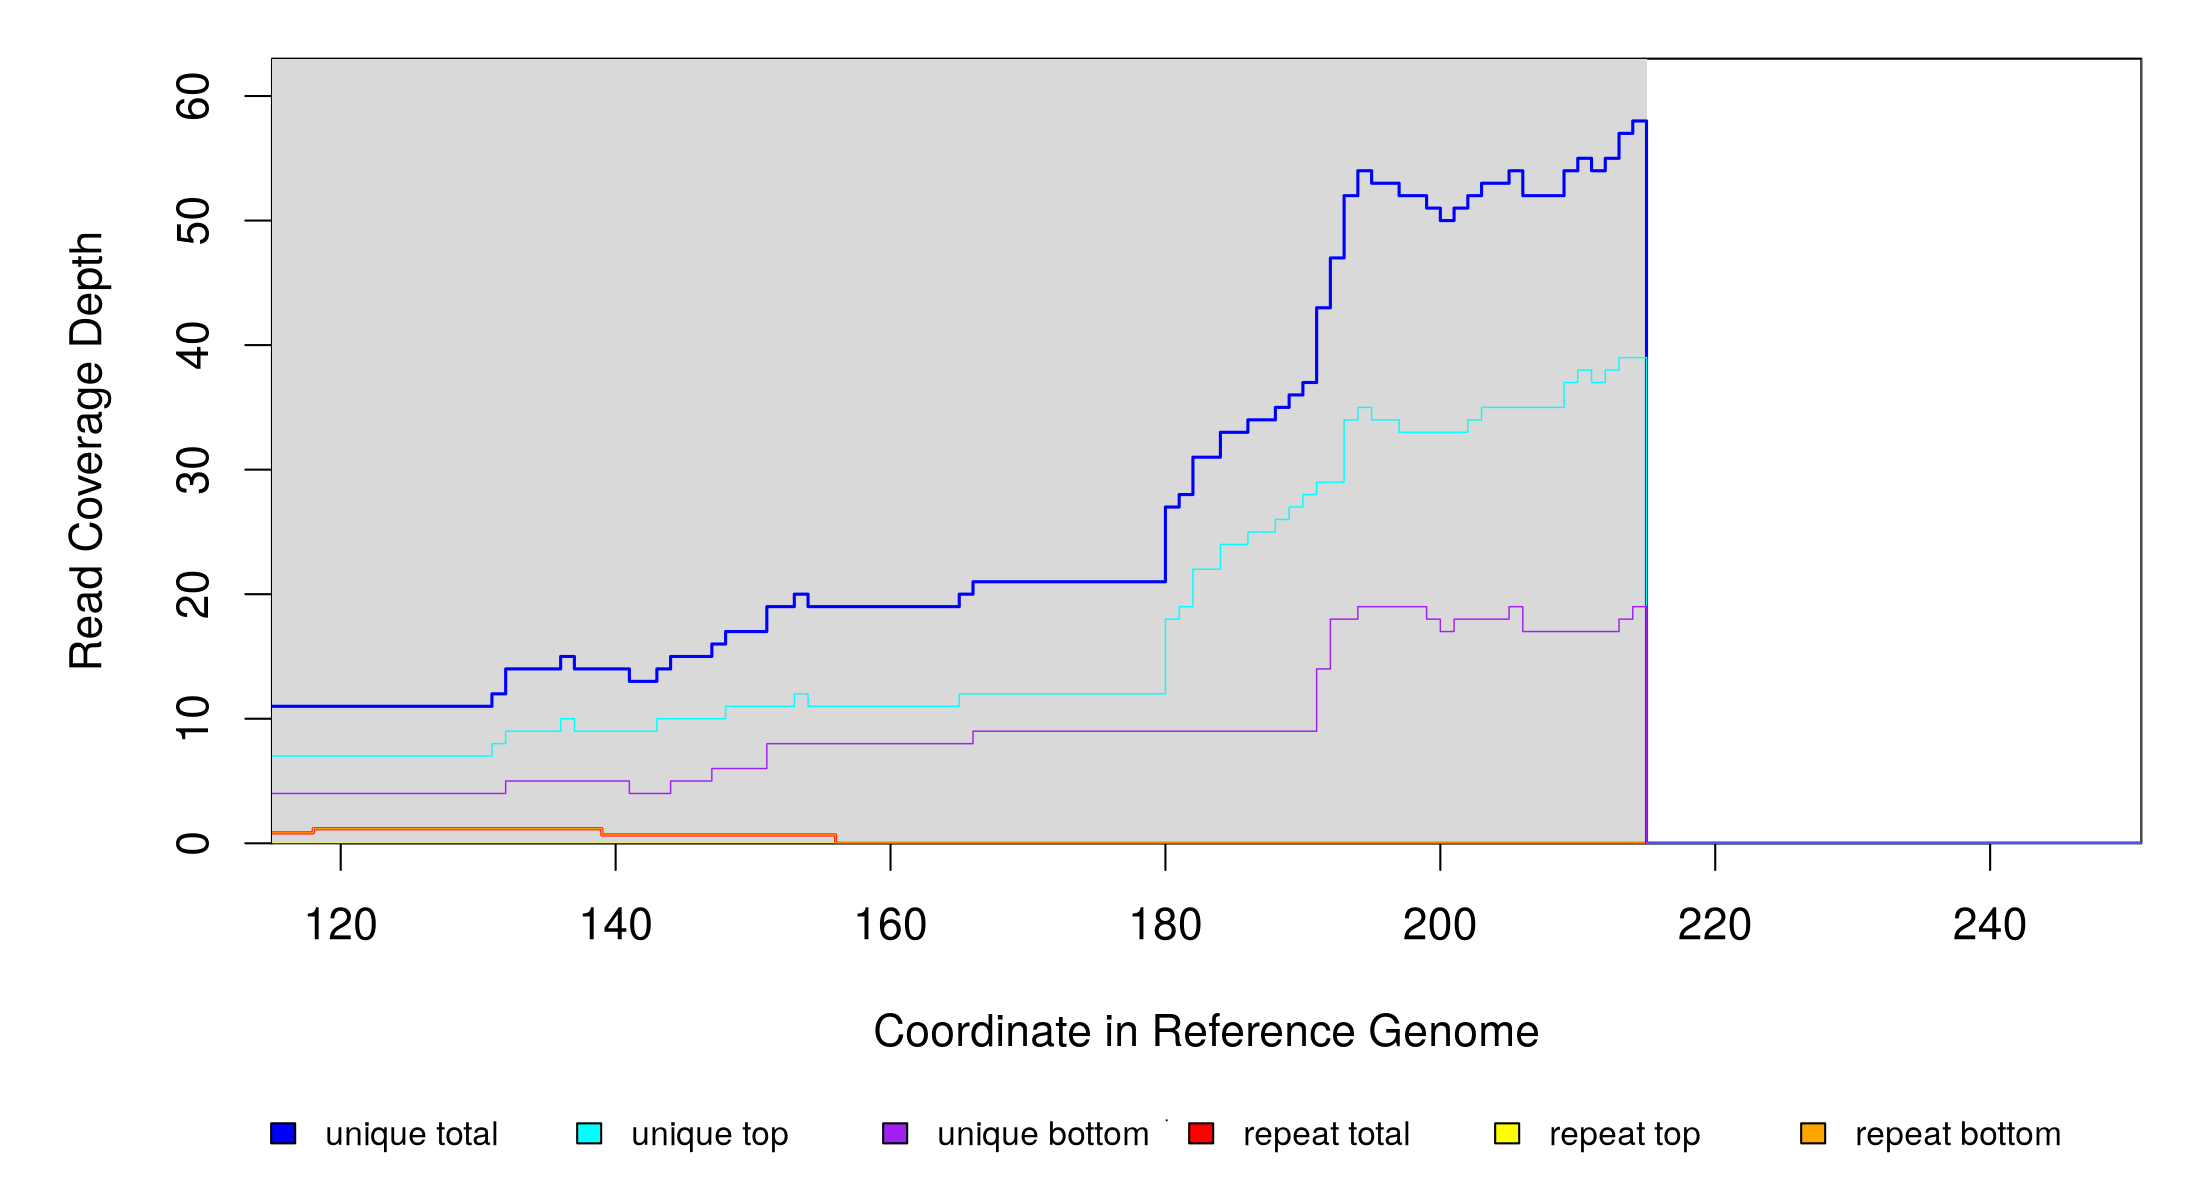 Read Coverage Depth
60
50
40
30
20
10
0
120 140 160 180 200 220 240
Coordinate in Reference Genome
unique total unique top unique bottom repeat total repeat top repeat bottom